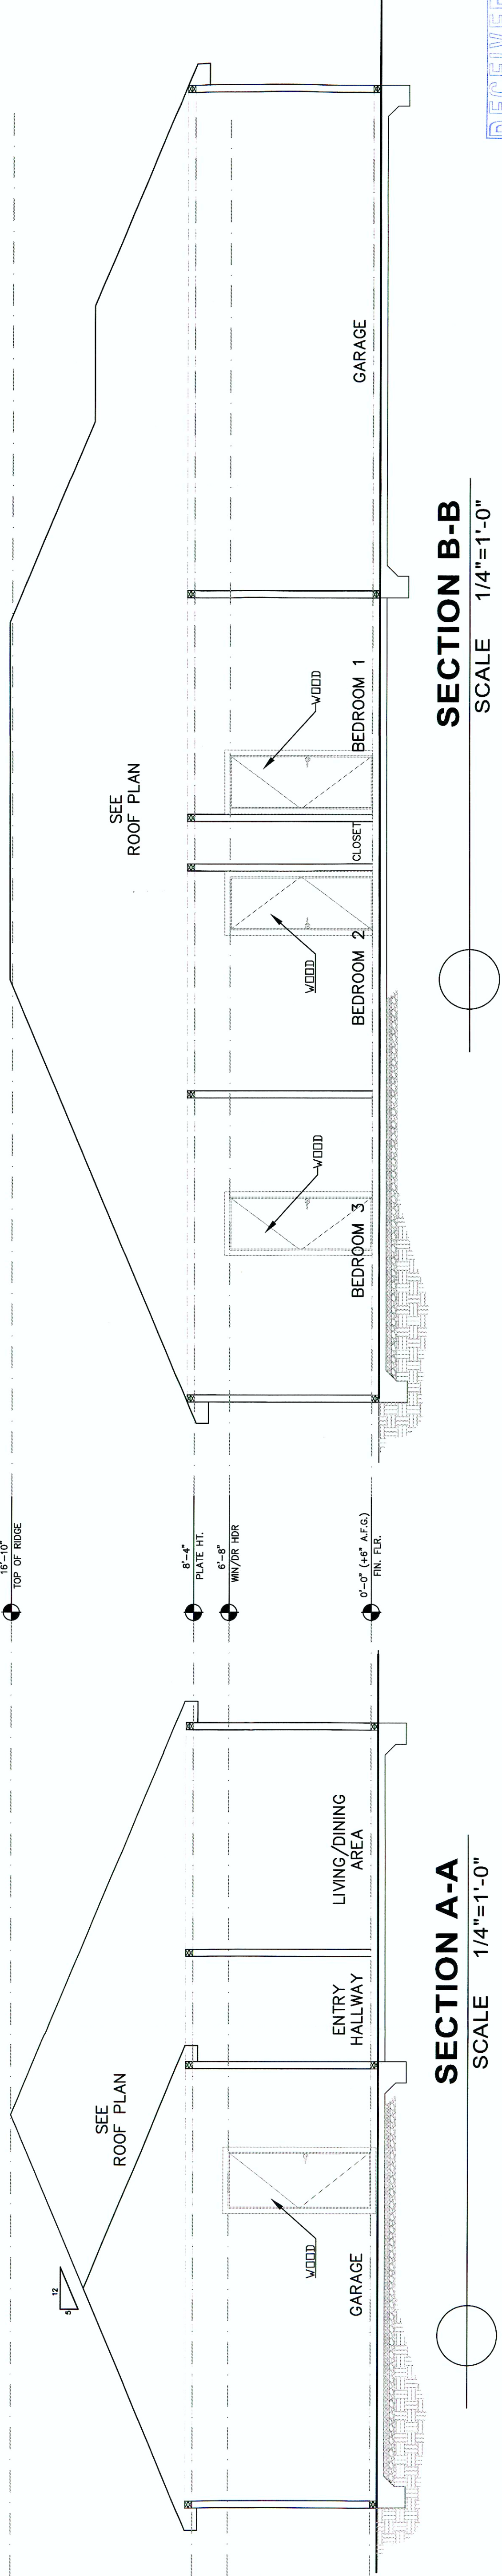 SEE
ROOF PLAN
12
5
WOOD
GARAGE
ENTRY
HALLWAY
LIVING/DINING
AREA
SECTION A-A
SCALE 1/4"=1'-0"
16'-10"
TOP OF RIDGE
8'-4"
PLATE HT.
6'-8"
WIN/DR HDR
0'-0" (+6" A.F.G.)
FIN. FLR.
SEE
ROOF PLAN
WOOD
BEDROOM 3
WOOD
BEDROOM 2
CLOSET
WOOD
BEDROOM 1
GARAGE
SECTION B-B
SCALE 1/4"=1'-0"
RECEIVED